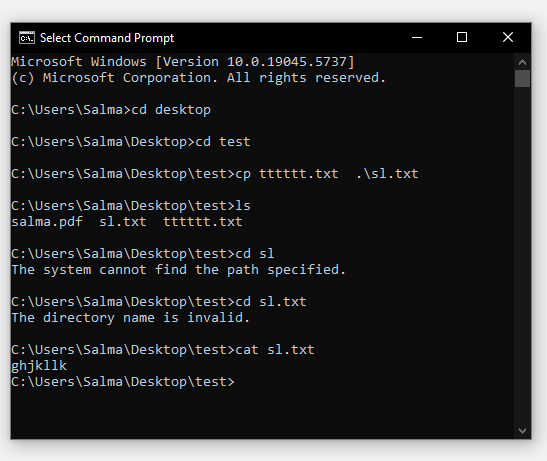 Select Command Prompt
Microsoft Windows [Version 10.0.19045.5737]
(c) Microsoft Corporation. All rights reserved.
C:\Users\Salma>cd desktop
C:\Users\Salma\Desktop>cd test
C:\Users\Salma\Desktop\test>cp tttttt.txt  .\sl.txt
C:\Users\Salma\Desktop\test>ls
salma.pdf  sl.txt  tttttt.txt
C:\Users\Salma\Desktop\test>cd sl
The system cannot find the path specified.
C:\Users\Salma\Desktop\test>cd sl.txt
The directory name is invalid.
C:\Users\Salma\Desktop\test>cat sl.txt
ghjkllk
C:\Users\Salma\Desktop\test>